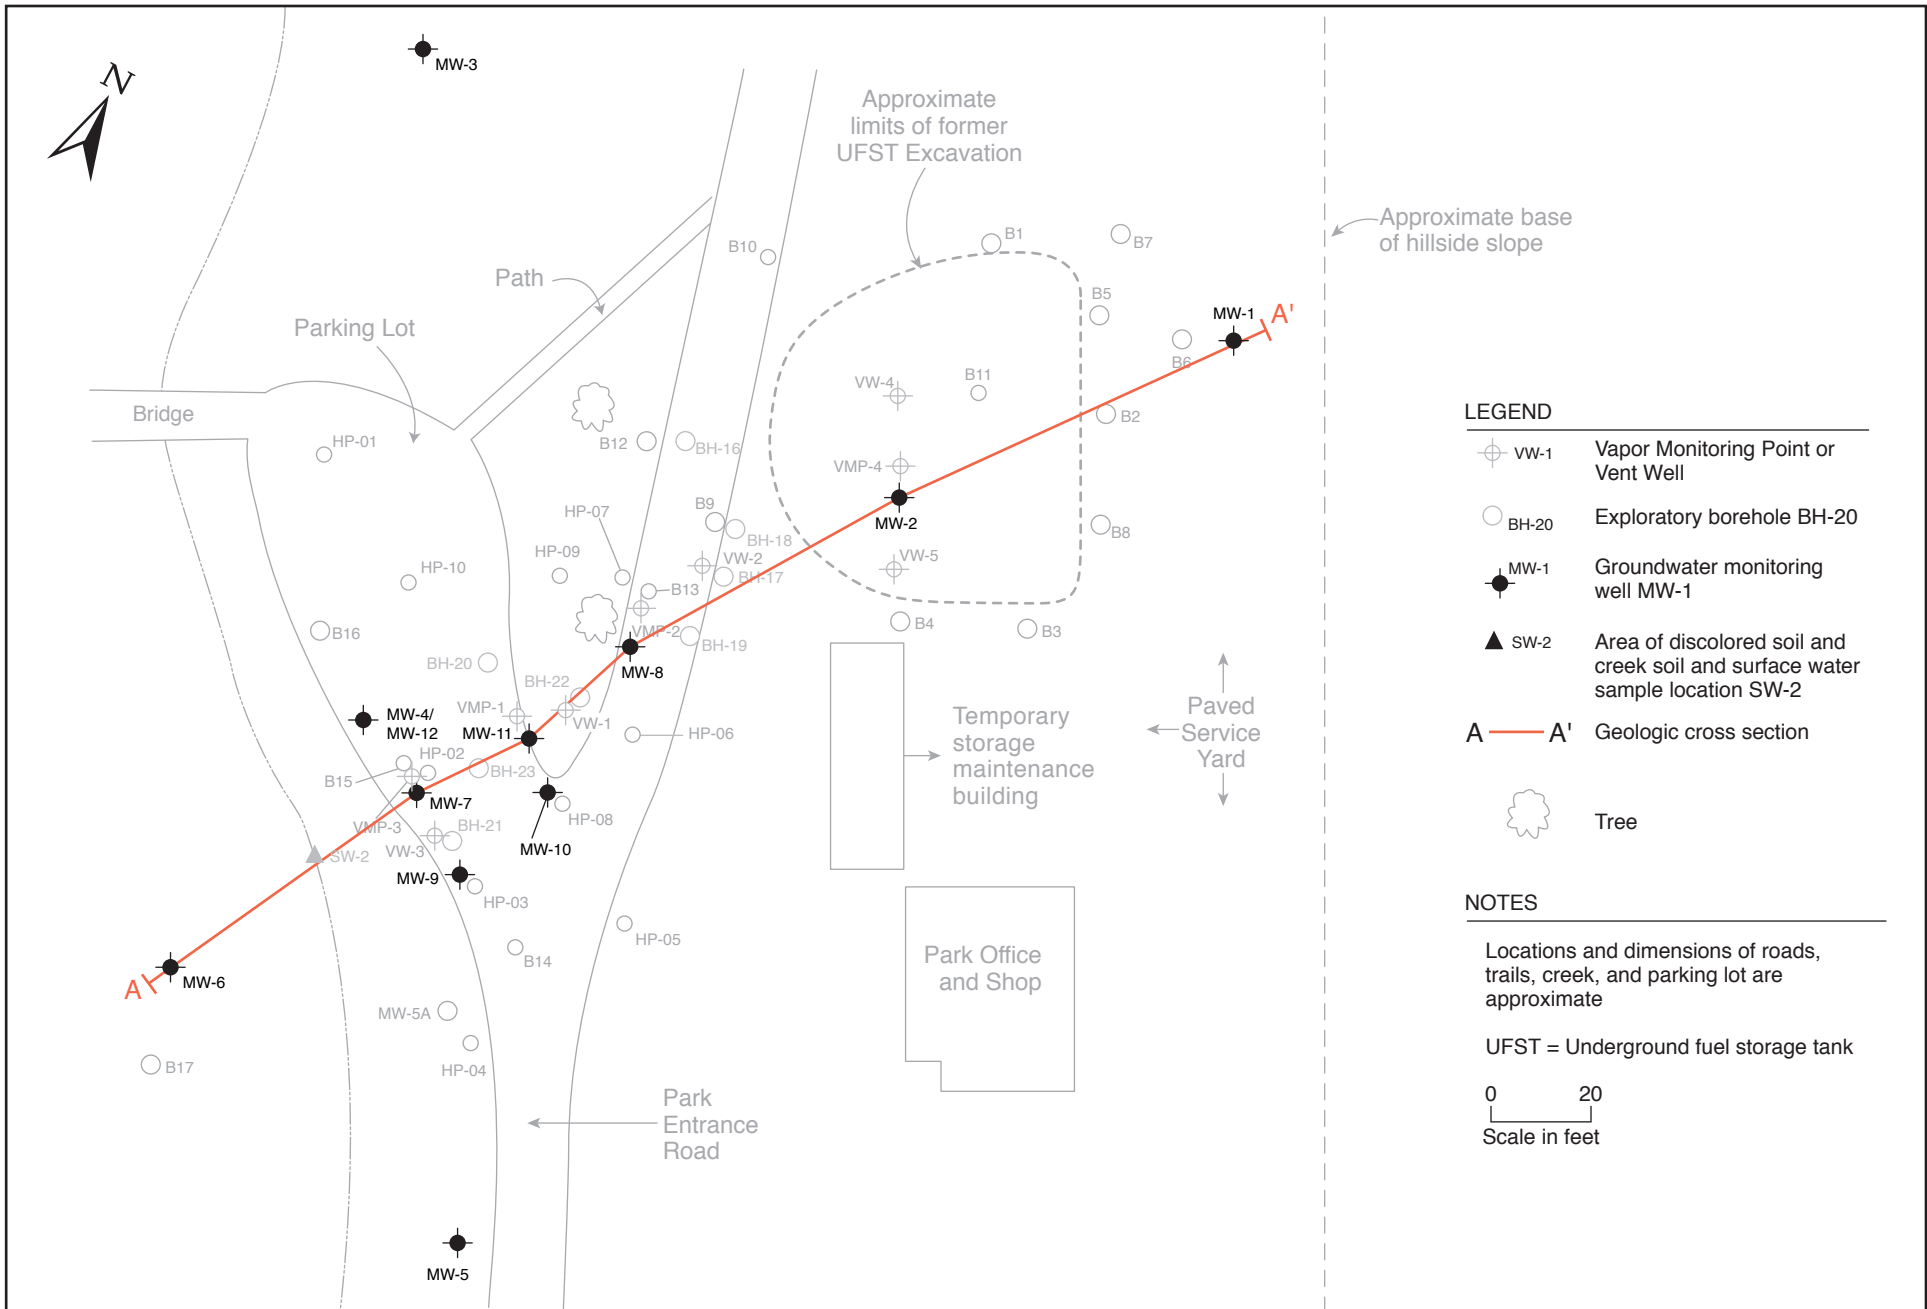 N
MW-3
Approximate
limits of former
UFST Excavation
Approximate base
of hillside slope
B1
B7
B10
Path
B5
MW-1
A'
Parking Lot
B6
VW-4
B11
Bridge
B2
HP-01
B12
BH-16
VMP-4
MW-2
B9
HP-07
BH-18
B8
HP-09
VW-2
VW-5
HP-10
BH-17
B13
B16
VMP-2
B4
B3
BH-19
BH-20
MW-8
BH-22
VMP-1
MW-4/
MW-12
MW-11
VW-1
HP-06
HP-02
B15
BH-23
MW-7
HP-08
VMP-3
BH-21
VW-3
MW-10
SW-2
MW-9
HP-03
HP-05
B14
A
MW-6
MW-5A
HP-04
B17
MW-5
Temporary
storage
maintenance
building
Paved
Service
Yard
Park Office
and Shop
Park
Entrance
Road
LEGEND
VW-1 Vapor Monitoring Point or
Vent Well
BH-20 Exploratory borehole BH-20
MW-1 Groundwater monitoring
well MW-1
SW-2 Area of discolored soil and
creek soil and surface water
sample location SW-2
A A' Geologic cross section
Tree
NOTES
Locations and dimensions of roads,
trails, creek, and parking lot are
approximate
UFST = Underground fuel storage tank
0 20
Scale in feet